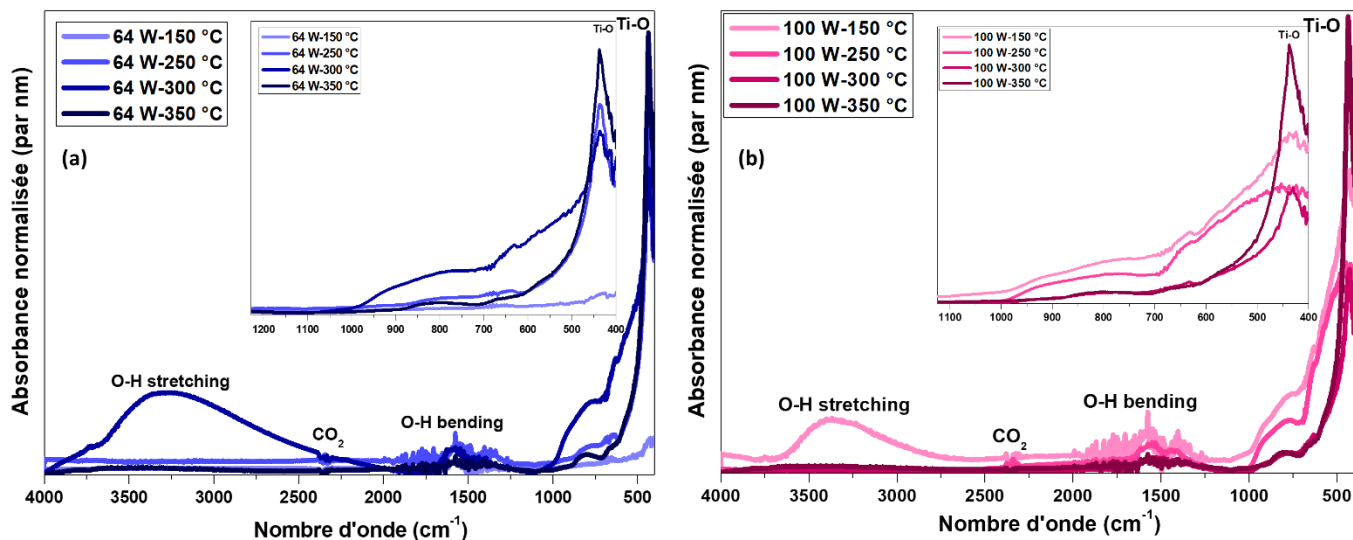 64 W-150 °C
64 W-250 °C
64 W-300 °C
64 W-350 °C
(a)
64 W-150 °C
64 W-250 °C
64 W-300 °C
64 W-350 °C
Ti-O
Ti-O
1200 1100 1000 900 800 700 600 500 400
O-H stretching
CO2
O-H bending
Absorbance normalisée (par nm)
4000 3500 3000 2500 2000 1500 1000 500
Nombre d'onde (cm-1)
100 W-150 °C
100 W-250 °C
100 W-300 °C
100 W-350 °C
(b)
100 W-150 °C
100 W-250 °C
100 W-300 °C
100 W-350 °C
Ti-O
Ti-O
1100 1000 900 800 700 600 500 400
O-H stretching
CO2
O-H bending
Absorbance normalisée (par nm)
4000 3500 3000 2500 2000 1500 1000 500
Nombre d'onde (cm-1)